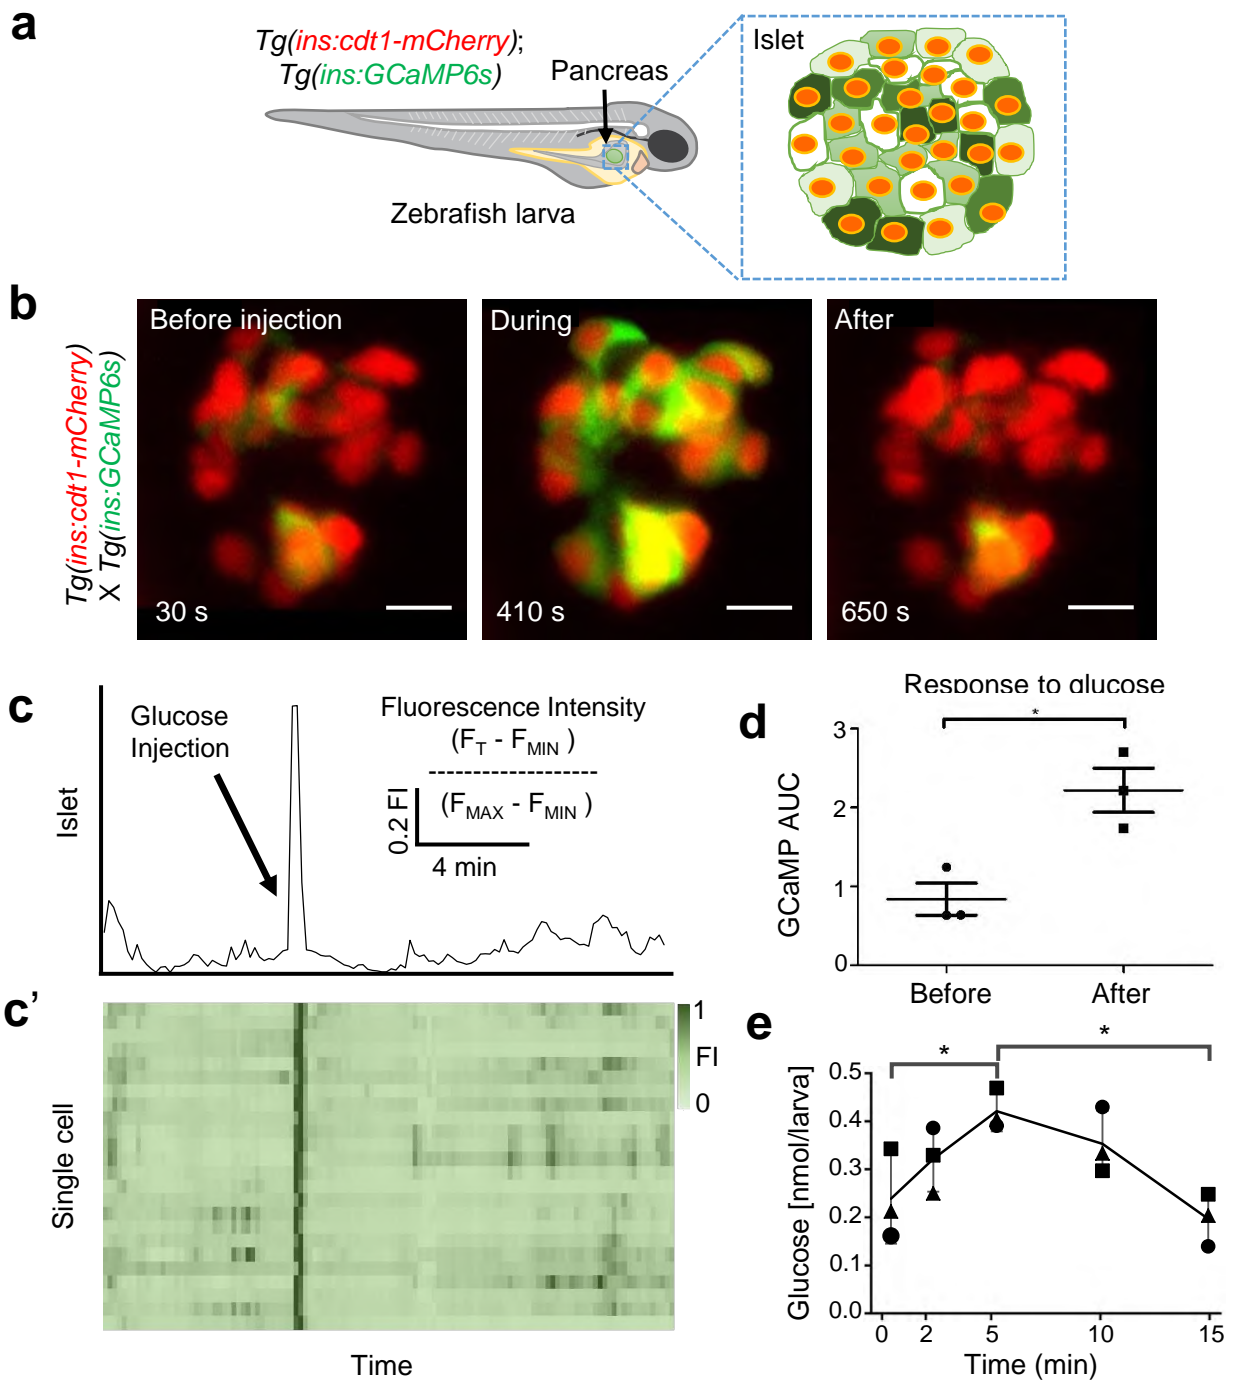 a
Tg(ins:cdt1-mCherry);
Tg(ins:GCaMP6s)
Pancreas
Zebrafish larva
Islet
b
Tg(ins:cdt1-mCherry)
X Tg(ins:GCaMP6s)
Before injection
30 s
During
410 s
After
650 s
c
Islet
Glucose
Injection
Fluorescence Intensity
(FT - FMIN )
--------------------
(FMAX - FMIN )
0.2 FI
4 min
c’
Single cell
Time
1
FI
0
d
Response to glucose
*
GCaMP AUC
3
2
1
0
Before
After
e
*
*
Glucose [nmol/larva]
0.5
0.4
0.3
0.2
0.1
0.0
0 2 5 10 15
Time (min)